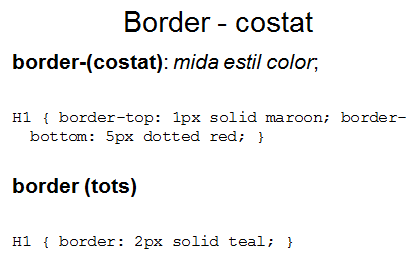 Border - costat
border-(costat): mida estil color;
H1 { border-top: 1px solid maroon; border-
bottom: 5px dotted red; }
border (tots)
H1 { border: 2px solid teal; }